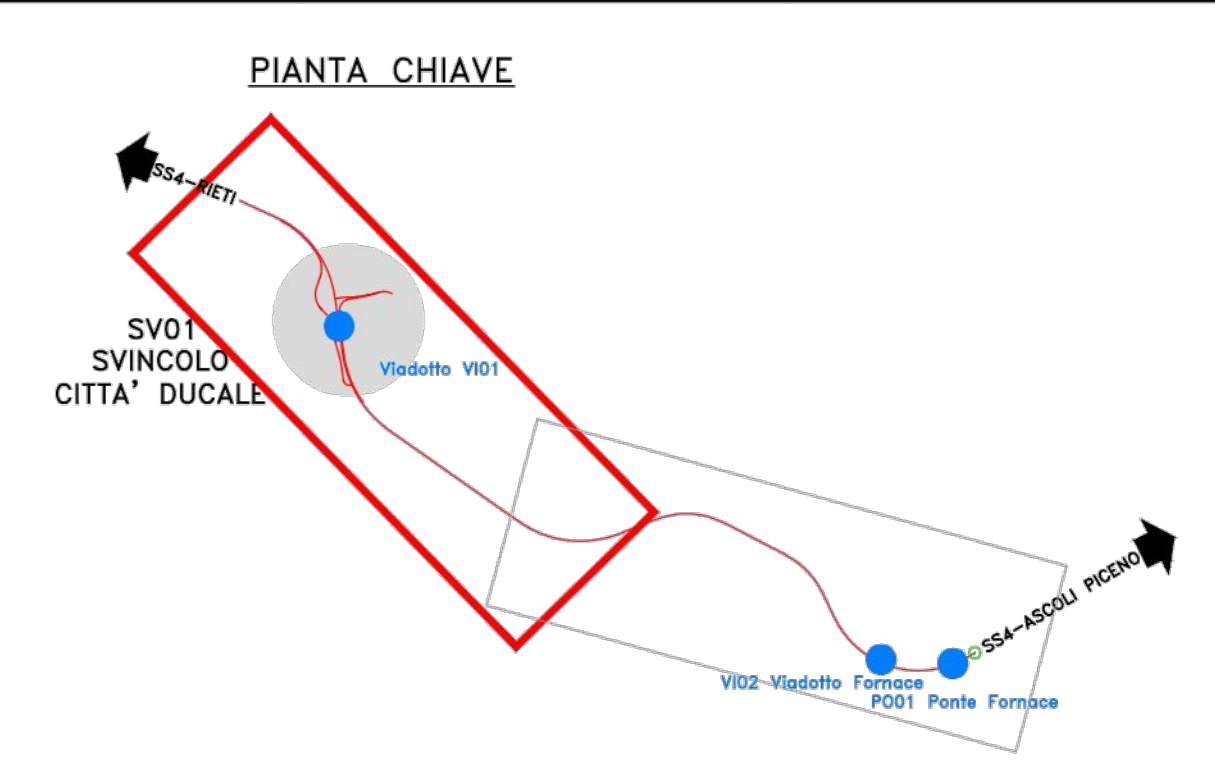 PIANTA CHIAVE
SS4-RIETI
SV01
SVINCOLO
CITTA' DUCALE
Viadotto VI01
SS4-ASCOLI PICENO
VI02 Viadotto Fornace
PO01 Ponte Fornace